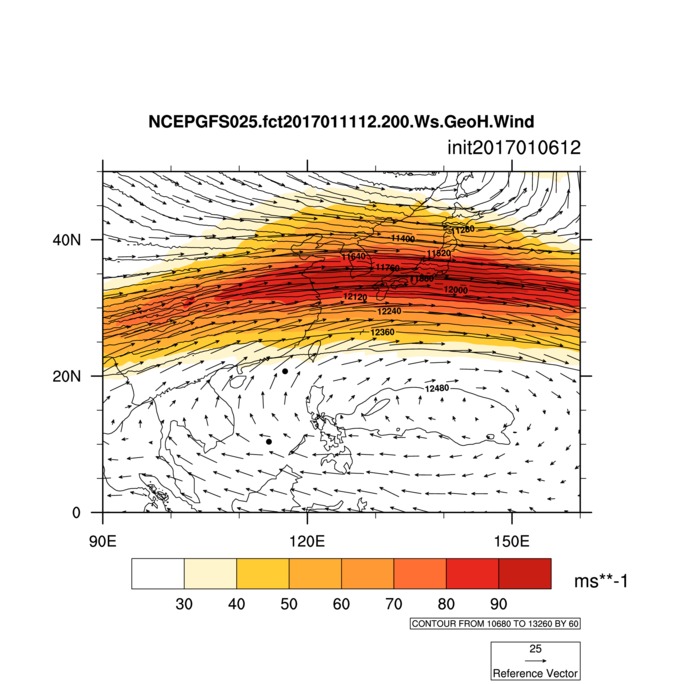 NCEPGFS025.fct2017011112.200.Ws.GeoH.Wind
init2017010612
40N
20N
0
90E 120E 150E
11280
11400
11520
11640
11760
11880
12000
12120
12240
12360
12480
30 40 50 60 70 80 90
ms**-1
CONTOUR FROM 10680 TO 13260 BY 60
25
Reference Vector